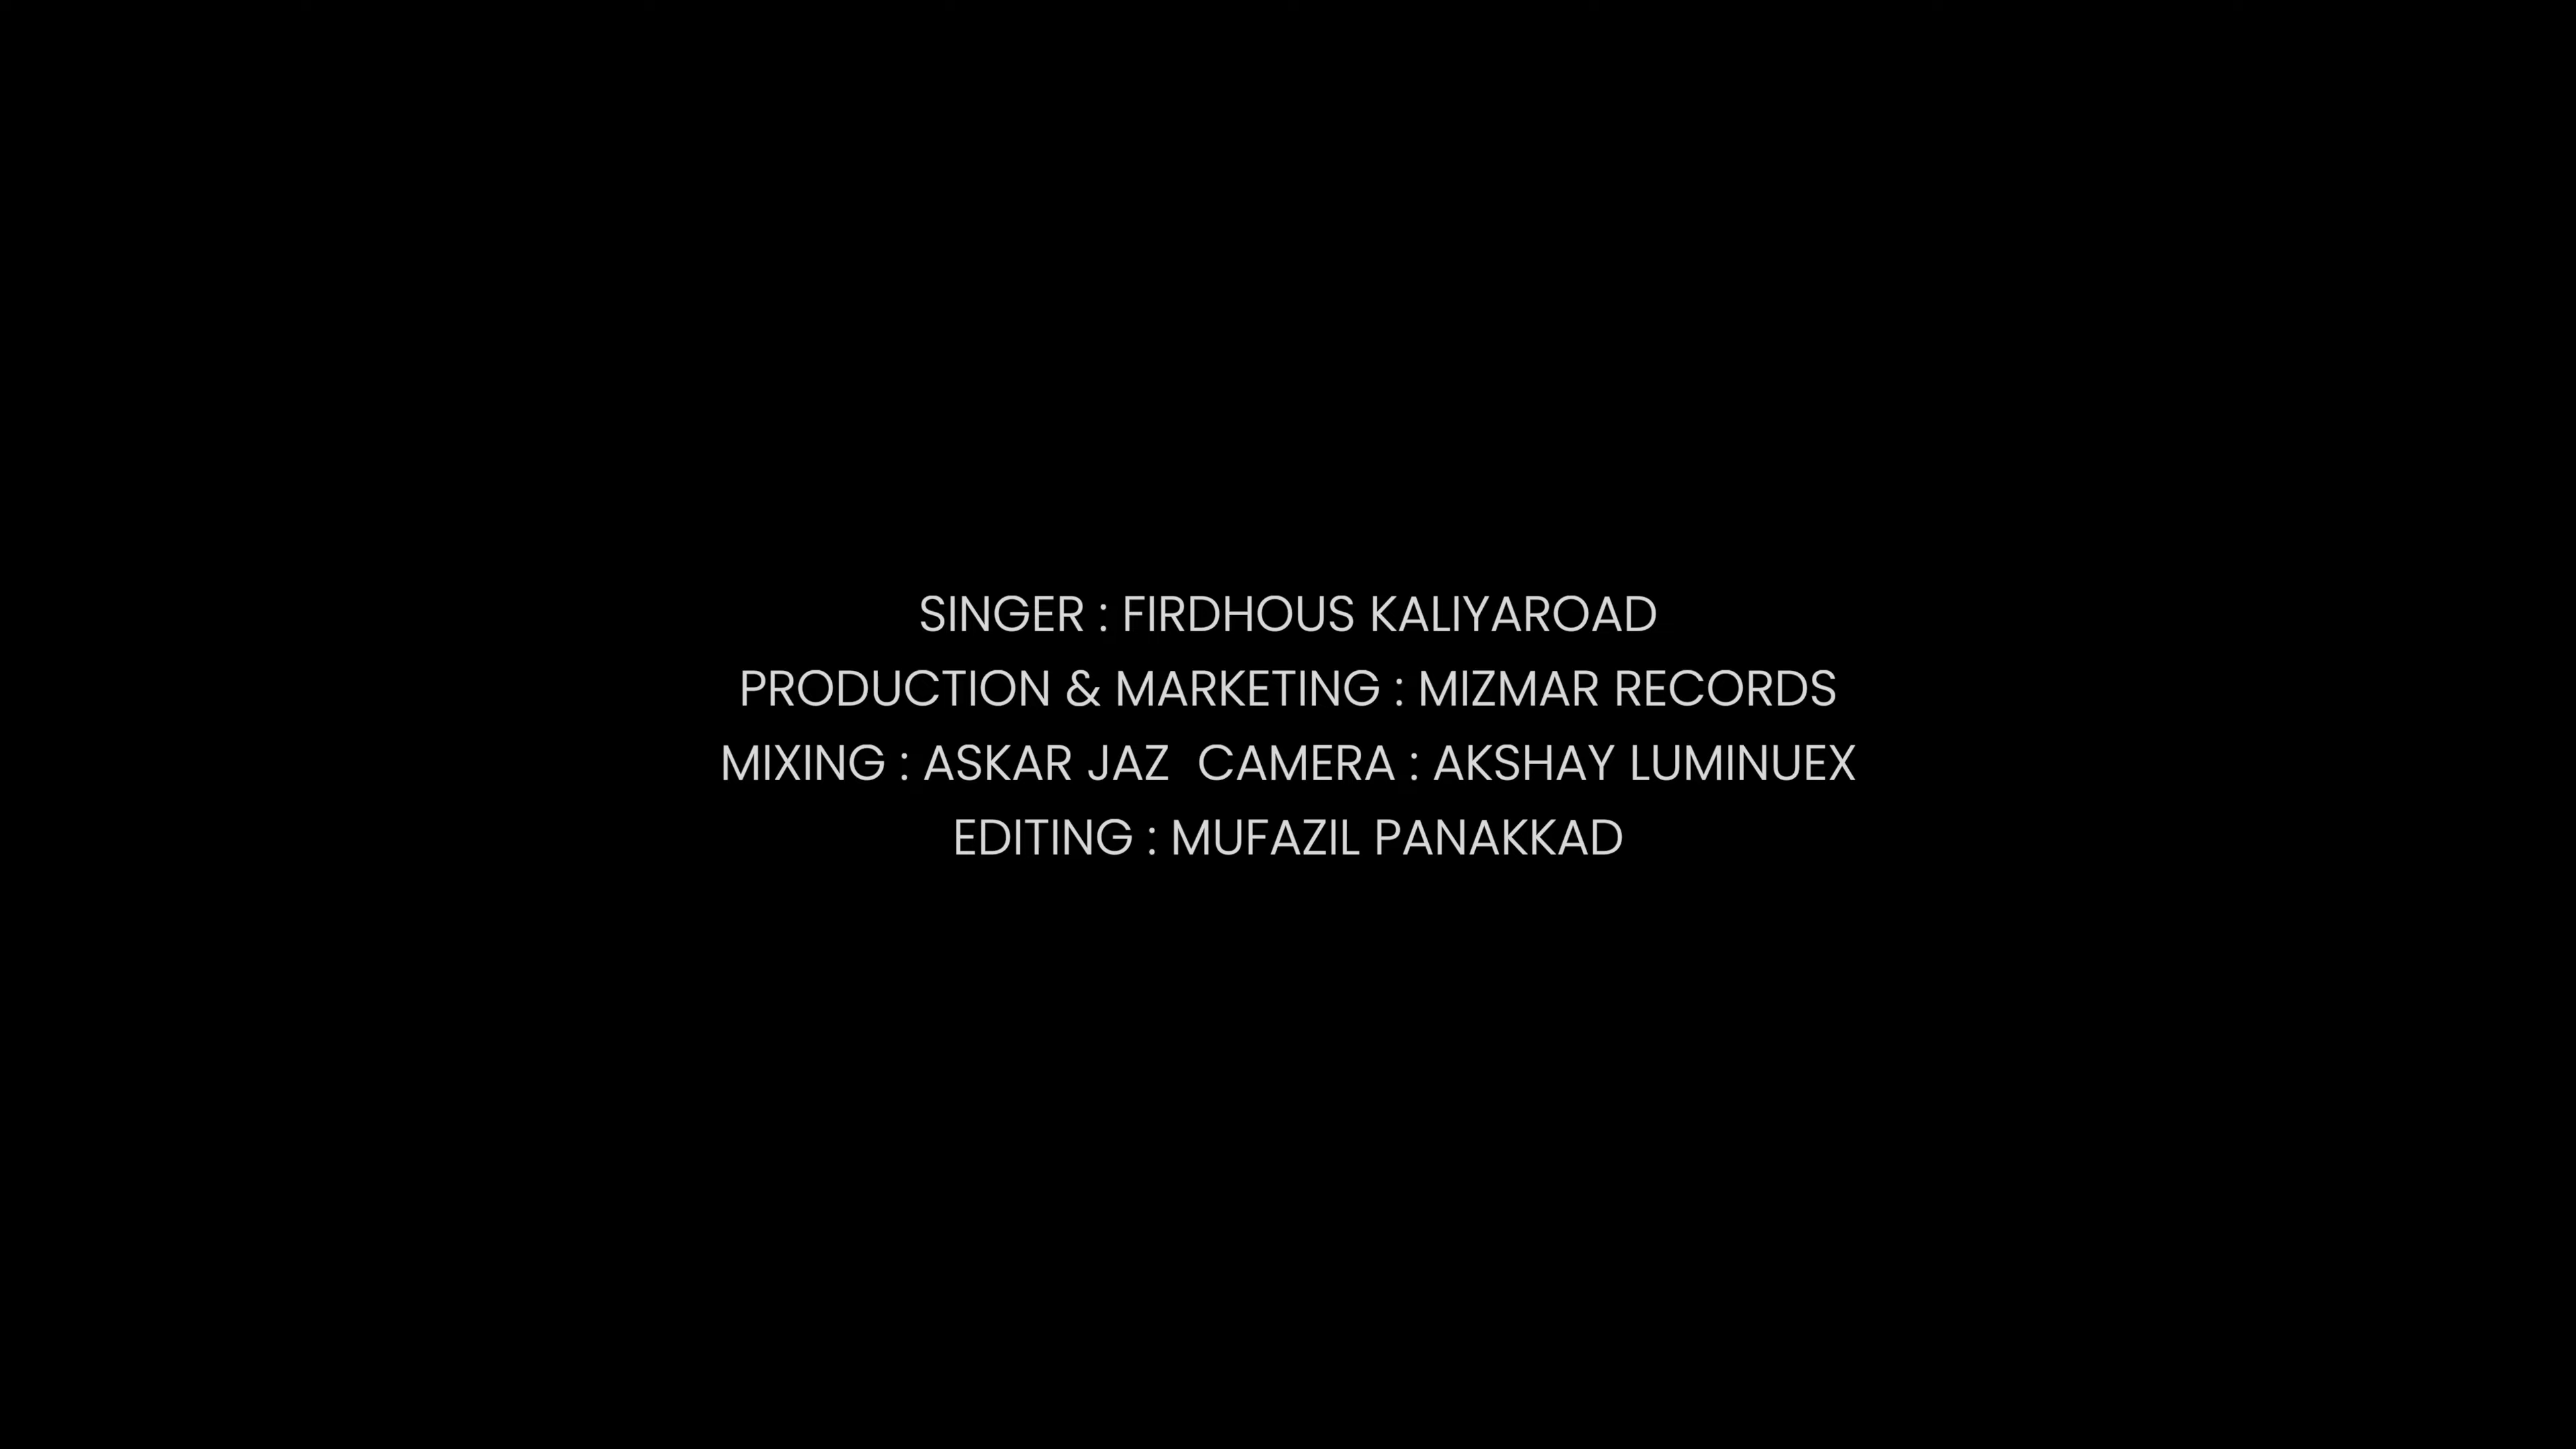 SINGER : FIRDHOUS KALIYAROAD
PRODUCTION & MARKETING : MIZMAR RECORDS
MIXING : ASKAR JAZ  CAMERA : AKSHAY LUMINUEX
EDITING : MUFAZIL PANAKKAD